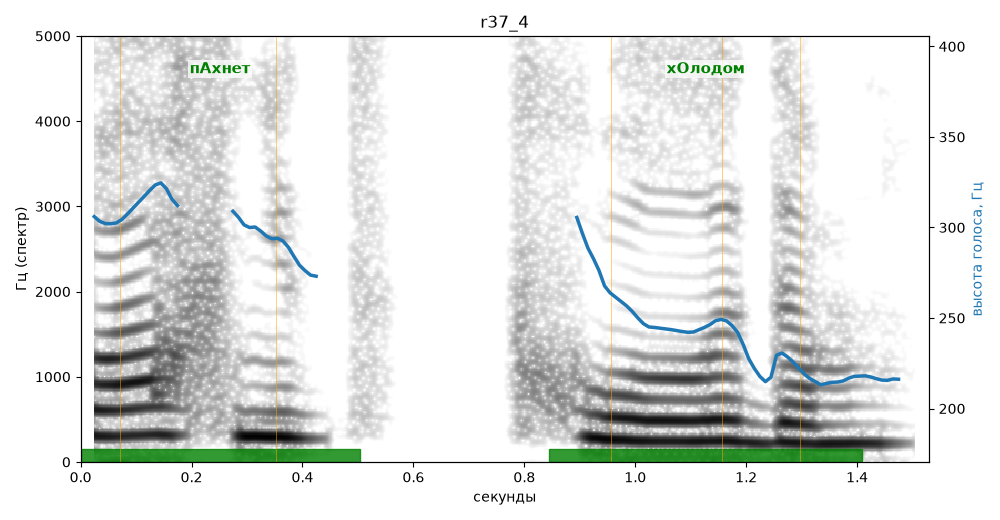 r37_4
пАхнет
хОлодом
Гц (спектр)
5000
4000
3000
2000
1000
0
400
350
300
250
200
высота голоса, Гц
0.0 0.2 0.4 0.6 0.8 1.0 1.2 1.4
секунды